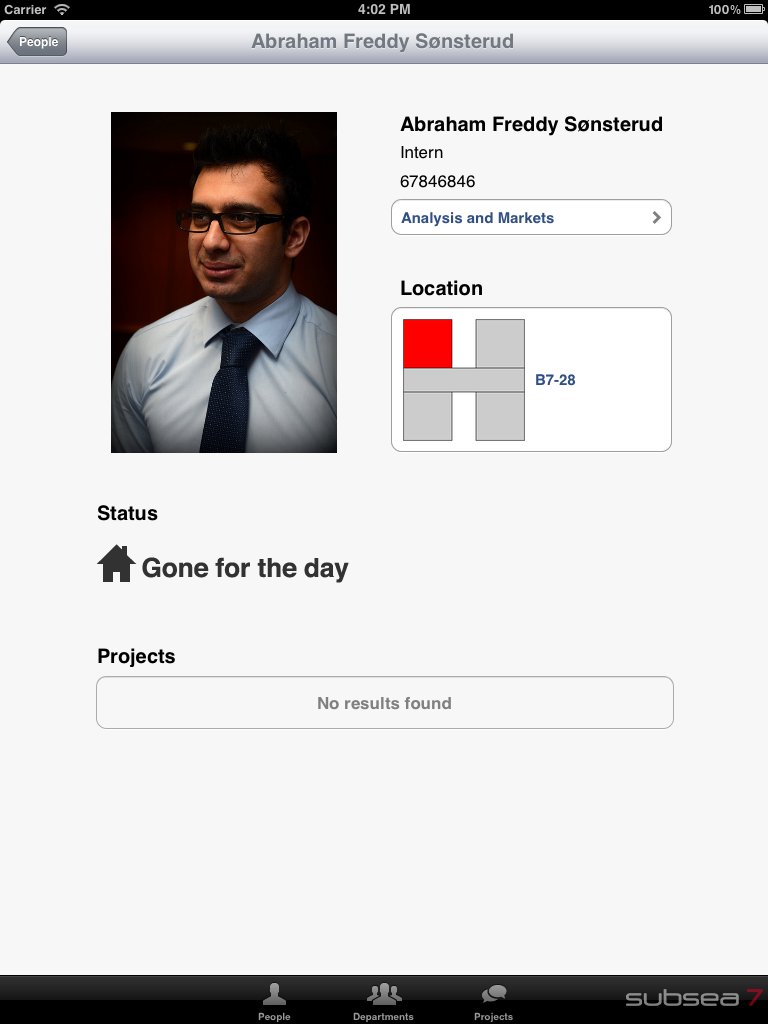 Carrier 4:02 PM 100%
People Abraham Freddy Sønsterud
Abraham Freddy Sønsterud
Intern
67846846
Analysis and Markets
Location
B7-28
Status
Gone for the day
Projects
No results found
People Departments Projects
subsea 7